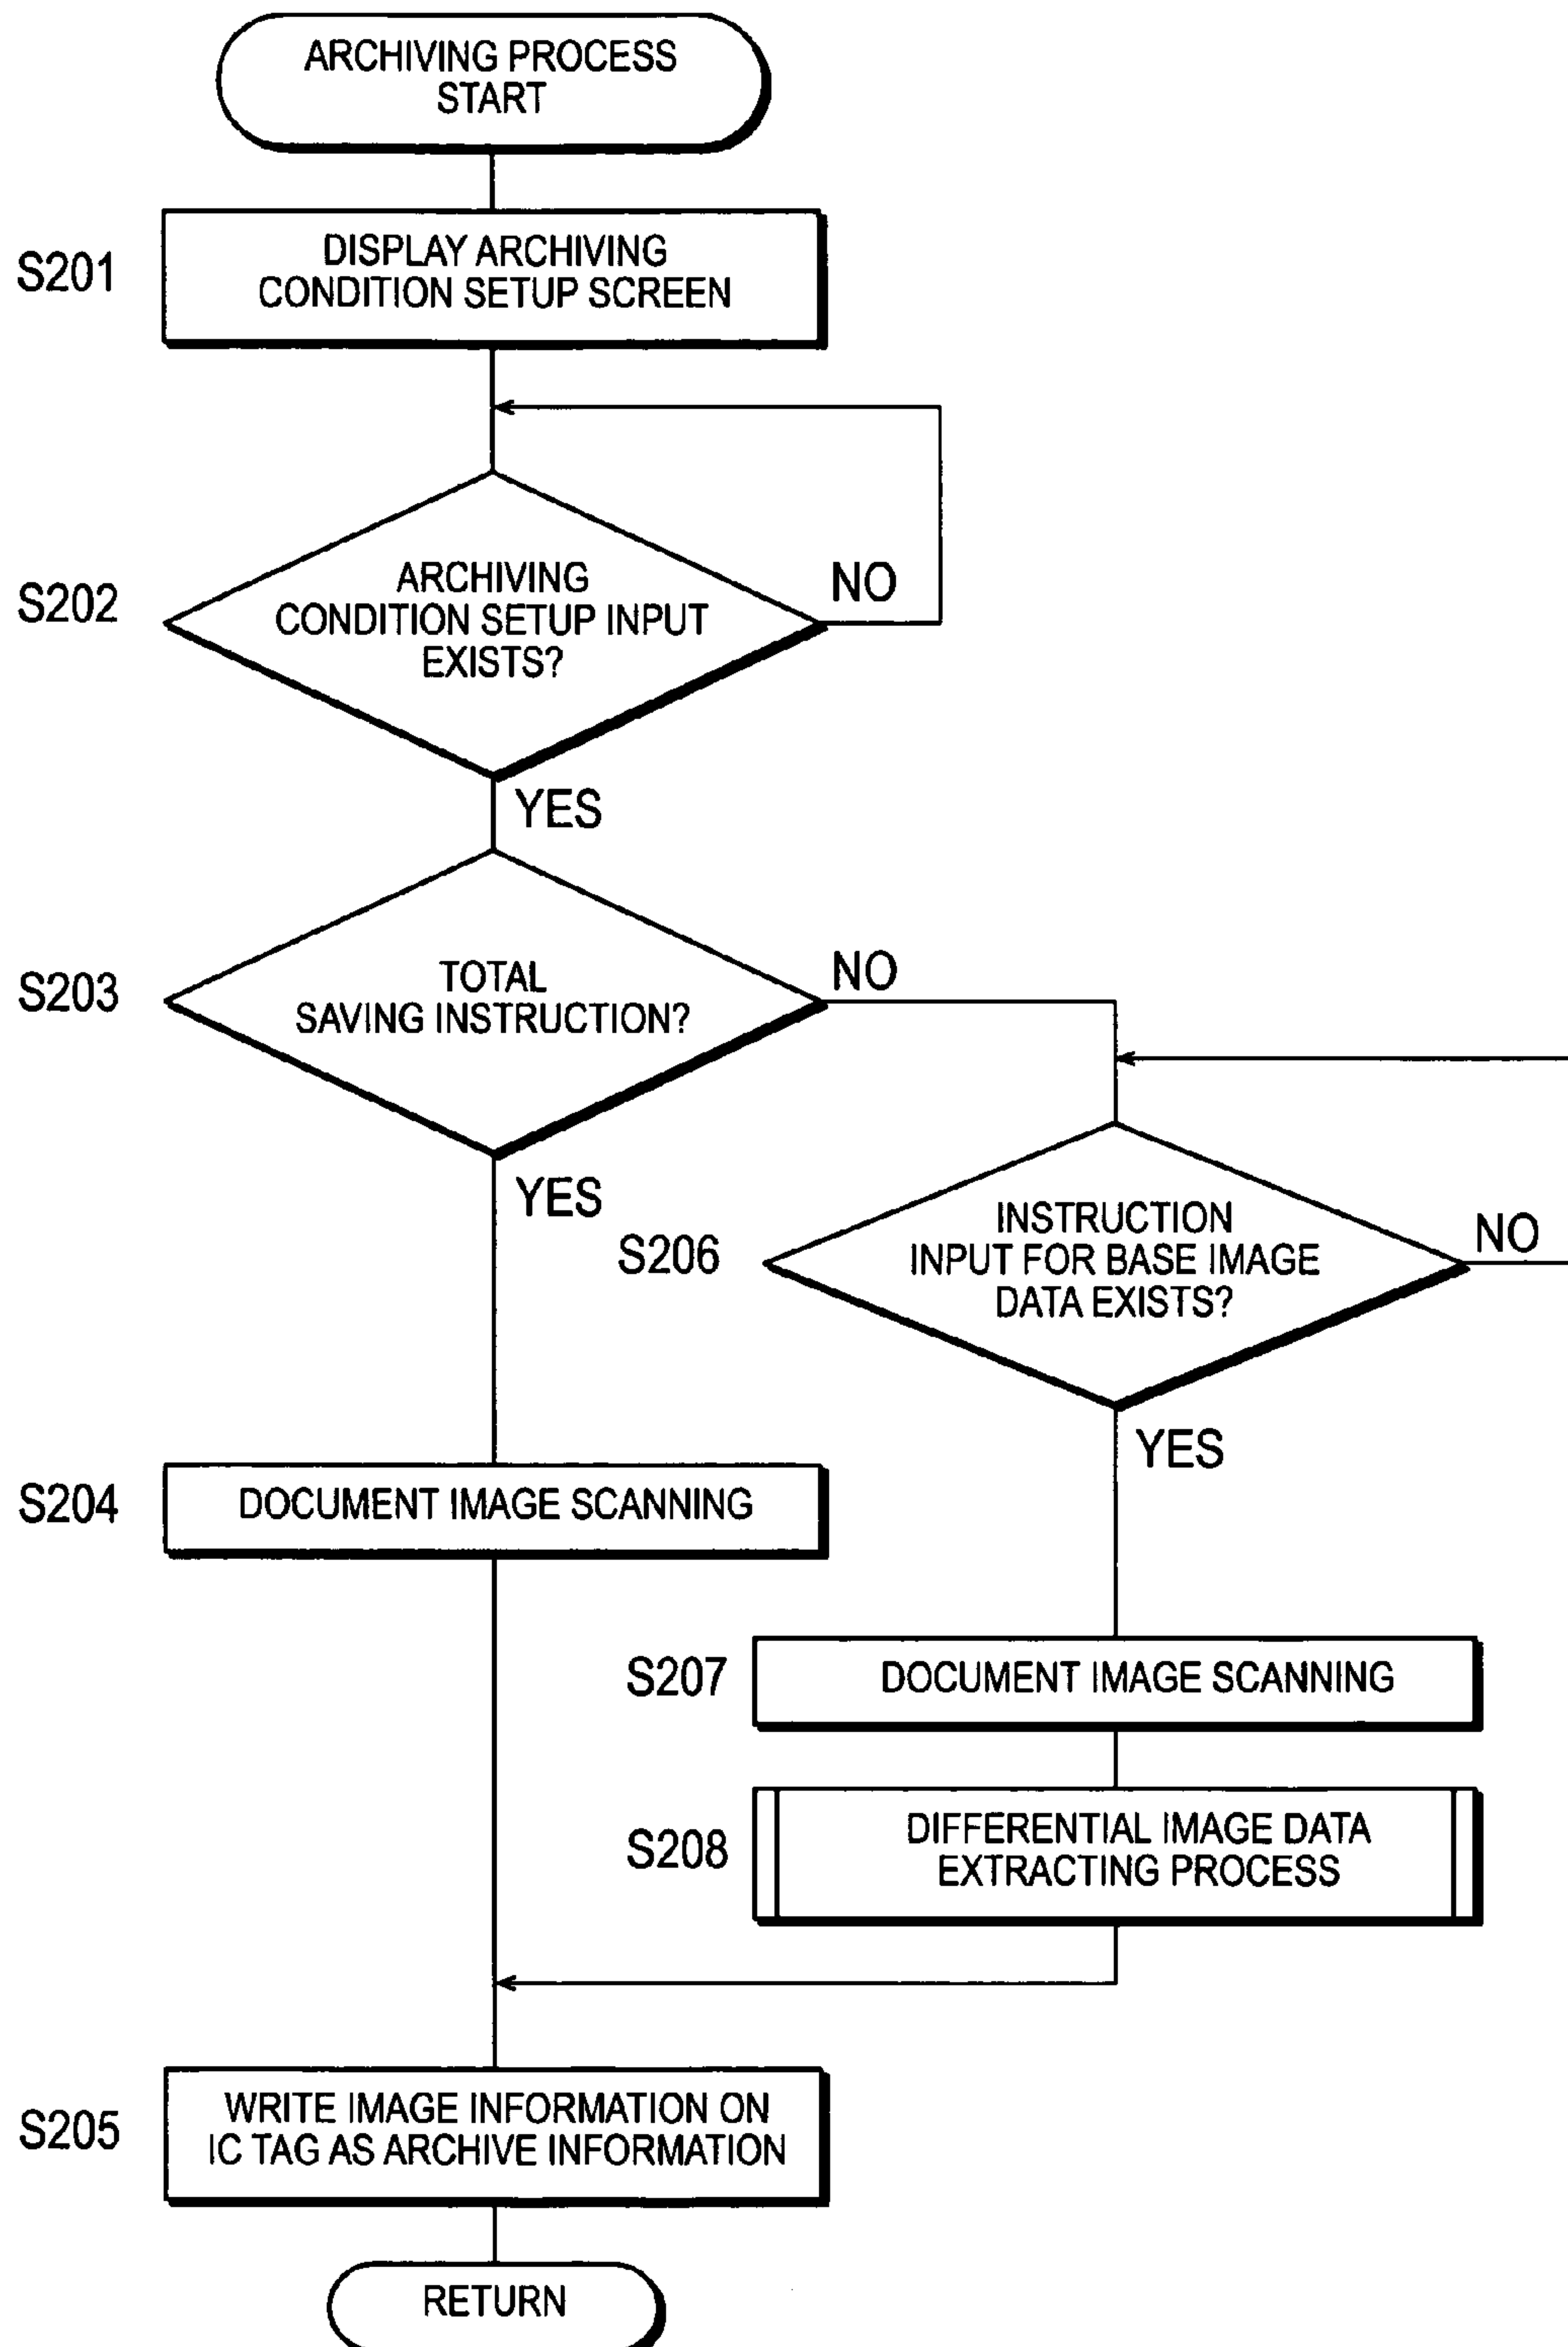 ARCHIVING PROCESS
START
S201
DISPLAY ARCHIVING
CONDITION SETUP SCREEN
S202
ARCHIVING
CONDITION SETUP INPUT
EXISTS?
NO
YES
S203
TOTAL
SAVING INSTRUCTION?
NO
YES
S206
INSTRUCTION
INPUT FOR BASE IMAGE
DATA EXISTS?
NO
YES
S204
DOCUMENT IMAGE SCANNING
S207
DOCUMENT IMAGE SCANNING
S208
DIFFERENTIAL IMAGE DATA
EXTRACTING PROCESS
S205
WRITE IMAGE INFORMATION ON
IC TAG AS ARCHIVE INFORMATION
RETURN